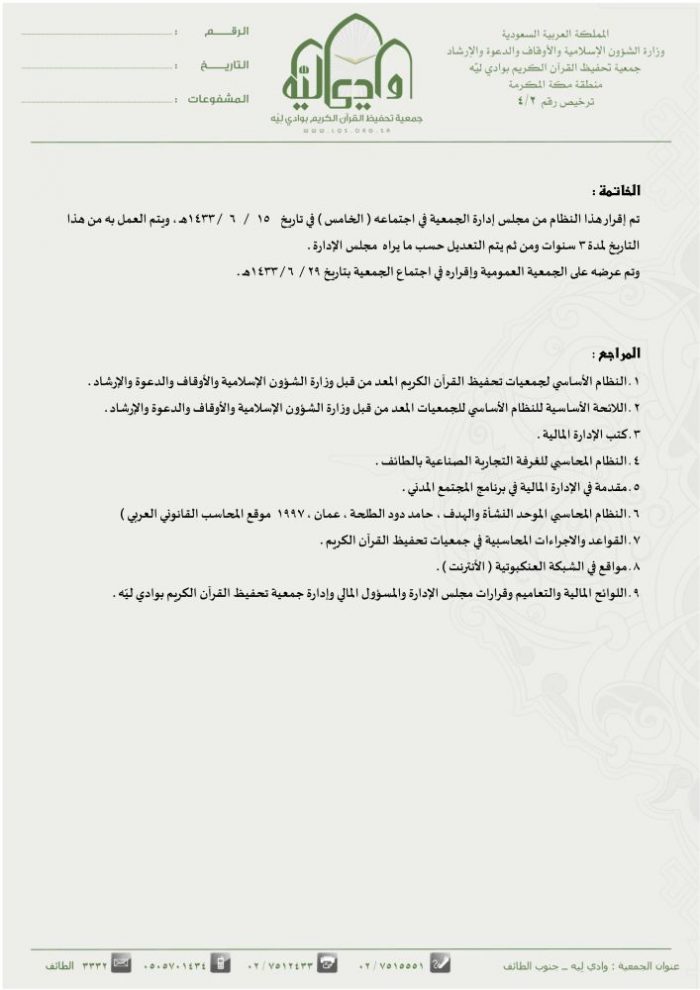 المملكة العربية السعودية
وزارة الشؤون الإسلامية والأوقاف والدعوة والإرشاد
جمعية تحفيظ القرآن الكريم بوادي ليّه
منطقة مكة المكرمة
ترخيص رقم ٤/٢
وادي ليّه
جمعية تحفيظ القرآن الكريم بوادي ليّه
WWW.LQS.ORG.SA
الرقـــم :
التاريـــخ :
المشفوعات :
الخاتمة :
تم إقرار هذا النظام من مجلس إدارة الجمعية في اجتماعه ( الخامس ) في تاريخ ١٥ / ٦ / ١٤٣٣هـ ، ويتم العمل به من هذا
التاريخ لمدة ٣ سنوات ومن ثم يتم التعديل حسب ما يراه مجلس الإدارة .
وتم عرضه على الجمعية العمومية وإقراره في اجتماع الجمعية بتاريخ ٢٩ / ٦ / ١٤٣٣هـ .
المراجع :
١. النظام الأساسي لجمعيات تحفيظ القرآن الكريم المعد من قبل وزارة الشؤون الإسلامية والأوقاف والدعوة والإرشاد .
٢. اللائحة الأساسية للنظام الأساسي للجمعيات المعد من قبل وزارة الشؤون الإسلامية والأوقاف والدعوة والإرشاد .
٣. كتب الإدارة المالية .
٤. النظام المحاسبي للغرفة التجارية الصناعية بالطائف .
٥. مقدمة في الإدارة المالية في برنامج المجتمع المدني .
٦. النظام المحاسبي الموحد النشأة والهدف ، حامد دود الطلحة ، عمان ، ١٩٩٧ موقع المحاسب القانوني العربي )
٧. القواعد والاجراءات المحاسبية في جمعيات تحفيظ القرآن الكريم .
٨. مواقع في الشبكة العنكبوتية ( الأنترنت ) .
٩. اللوائح المالية والتعاميم وقرارات مجلس الإدارة والمسؤول المالي وإدارة جمعية تحفيظ القرآن الكريم بوادي ليّه .
عنوان الجمعية : وادي ليه ــ جنوب الطائف ٠٢/٧٥١٥٥٥١ ٠٢/٧٥١٢٤٣٣ ٠٥٠٥٧٠١٤٣٤ ٣٣٣٢ الطائف